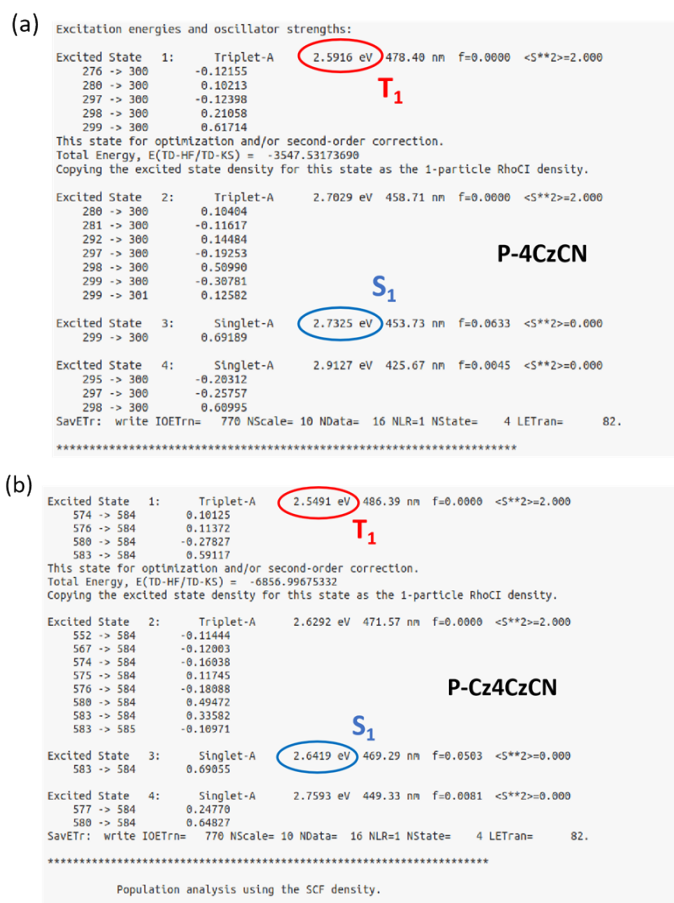 (a)
Excitation energies and oscillator strengths:
Excited State 1: Triplet-A 2.5916 eV 478.40 nm f=0.0000 <S**2>=2.000
276 -> 300 -0.12155
280 -> 300 0.10213
297 -> 300 -0.12398
298 -> 300 0.21058
299 -> 300 0.61714
T1
This state for optimization and/or second-order correction.
Total Energy, E(TD-HF/TD-KS) = -3547.53173690
Copying the excited state density for this state as the 1-particle RhoCI density.
Excited State 2: Triplet-A 2.7029 eV 458.71 nm f=0.0000 <S**2>=2.000
280 -> 300 0.10404
281 -> 300 -0.11617
292 -> 300 0.14484
297 -> 300 -0.19253
298 -> 300 0.50990
299 -> 300 -0.30781
299 -> 301 0.12582
P-4CzCN
S1
Excited State 3: Singlet-A 2.7325 eV 453.73 nm f=0.0633 <S**2>=0.000
299 -> 300 0.69189
Excited State 4: Singlet-A 2.9127 eV 425.67 nm f=0.0045 <S**2>=0.000
295 -> 300 -0.20312
297 -> 300 -0.25757
298 -> 300 0.60995
SavETr: write IOETrn= 770 NScale= 10 NData= 16 NLR=1 NState= 4 LETran= 82.
**********************************************************************
(b)
Excited State 1: Triplet-A 2.5491 eV 486.39 nm f=0.0000 <S**2>=2.000
574 -> 584 0.10125
576 -> 584 0.11372
580 -> 584 -0.27827
583 -> 584 0.59117
T1
This state for optimization and/or second-order correction.
Total Energy, E(TD-HF/TD-KS) = -6856.99675332
Copying the excited state density for this state as the 1-particle RhoCI density.
Excited State 2: Triplet-A 2.6292 eV 471.57 nm f=0.0000 <S**2>=2.000
552 -> 584 -0.11444
567 -> 584 -0.12003
574 -> 584 -0.16038
575 -> 584 0.11745
576 -> 584 -0.18088
580 -> 584 0.49472
583 -> 584 0.33582
583 -> 585 -0.10971
P-Cz4CzCN
S1
Excited State 3: Singlet-A 2.6419 eV 469.29 nm f=0.0503 <S**2>=0.000
583 -> 584 0.69055
Excited State 4: Singlet-A 2.7593 eV 449.33 nm f=0.0081 <S**2>=0.000
577 -> 584 0.24770
580 -> 584 0.64827
SavETr: write IOETrn= 770 NScale= 10 NData= 16 NLR=1 NState= 4 LETran= 82.
**********************************************************************
Population analysis using the SCF density.